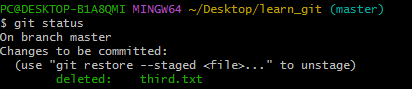 PC@DESKTOP-B1A8QMI MINGW64 ~/Desktop/learn_git (master)
$ git status
On branch master
Changes to be committed:
  (use "git restore --staged <file>..." to unstage)
        deleted:    third.txt